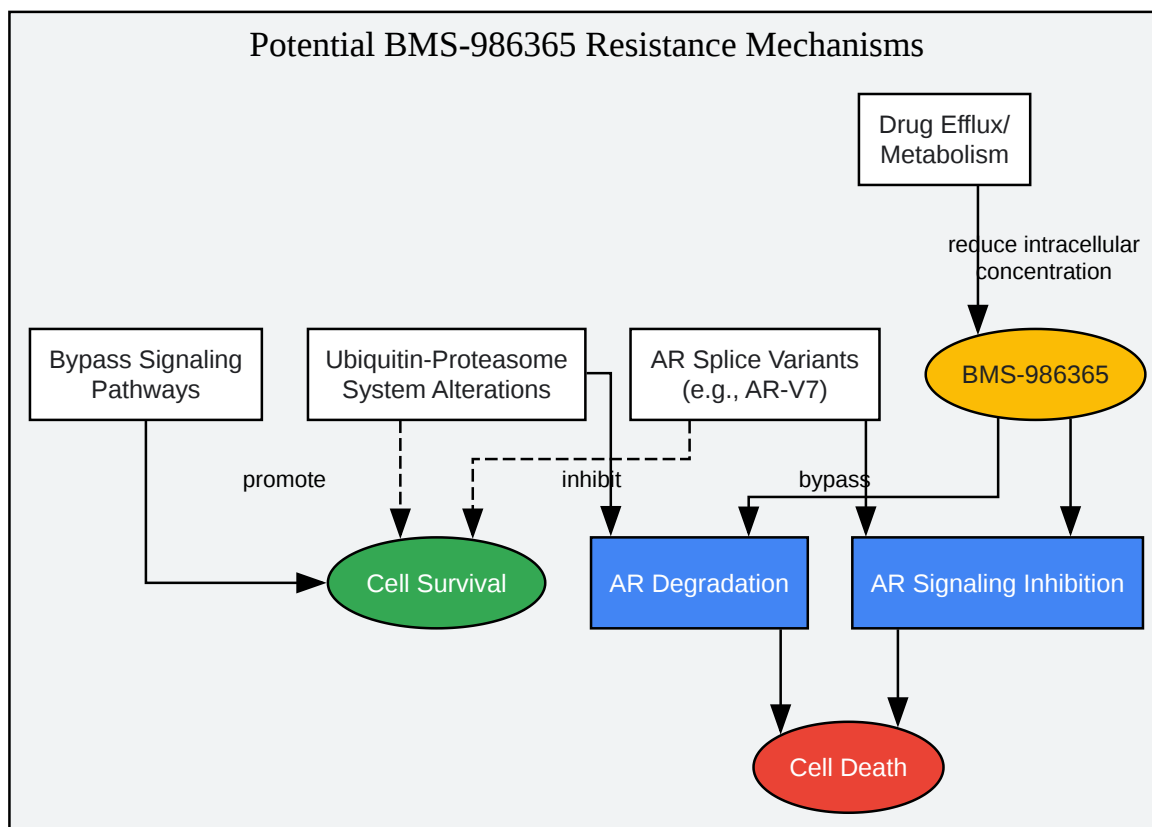 Potential BMS-986365 Resistance Mechanisms
Drug Efflux/
Metabolism
reduce intracellular
concentration
Bypass Signaling
Pathways
Ubiquitin-Proteasome
System Alterations
AR Splice Variants
(e.g., AR-V7)
BMS-986365
promote
inhibit
bypass
Cell Survival
AR Degradation
AR Signaling Inhibition
Cell Death